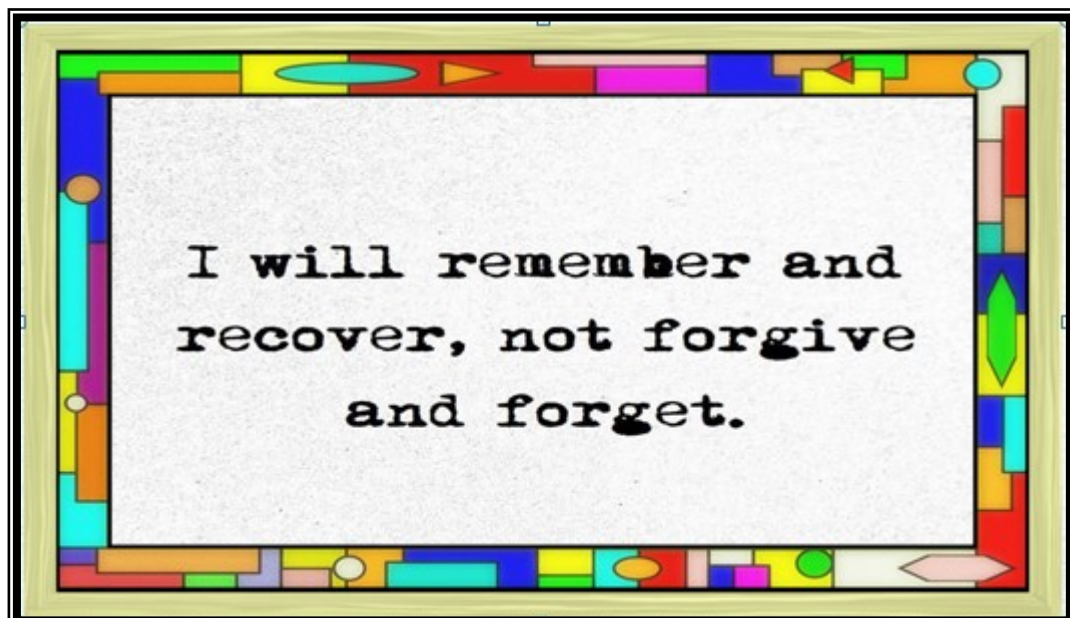 I will remember and
recover, not forgive
and forget.